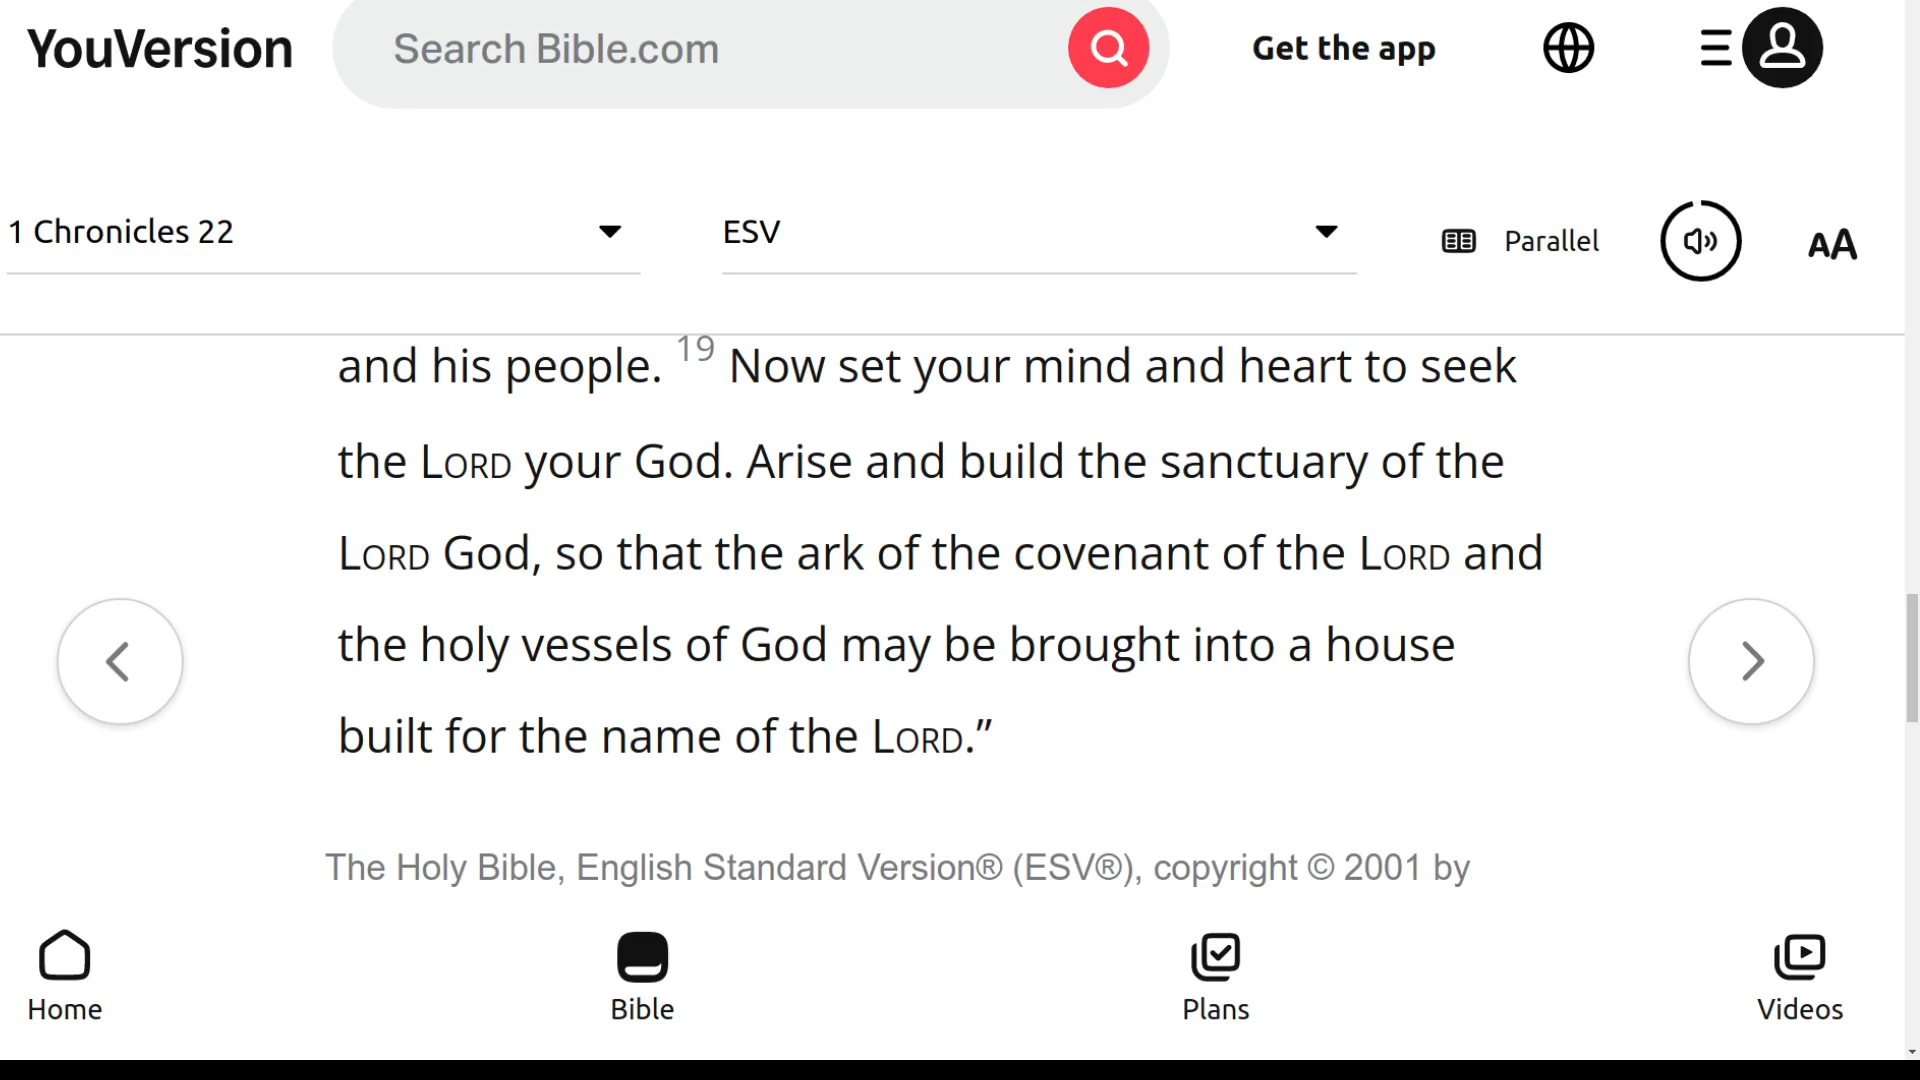 YouVersion Search Bible.com Get the app
1 Chronicles 22 ESV Parallel AA
and his people. 19 Now set your mind and heart to seek
the LORD your God. Arise and build the sanctuary of the
LORD God, so that the ark of the covenant of the LORD and
the holy vessels of God may be brought into a house
built for the name of the LORD.”
The Holy Bible, English Standard Version® (ESV®), copyright © 2001 by
Home Bible Plans Videos